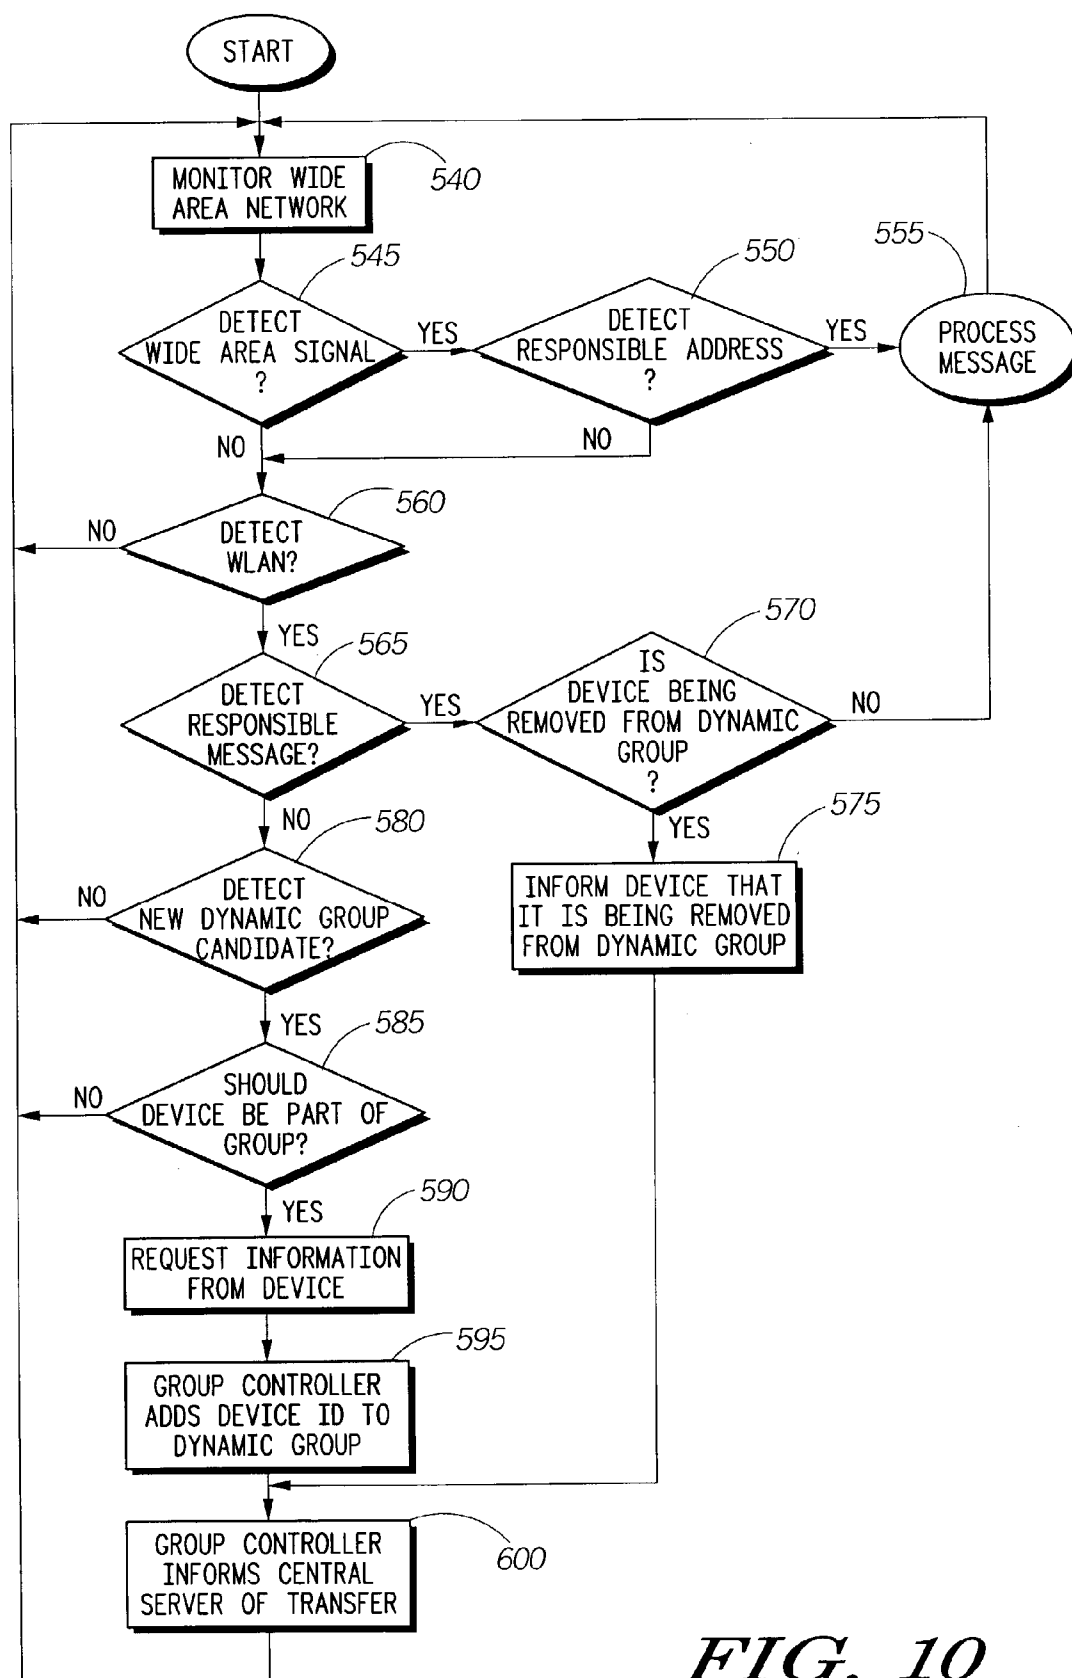 START
MONITOR WIDE
AREA NETWORK
540
545
DETECT
WIDE AREA SIGNAL
?
YES
NO
550
DETECT
RESPONSIBLE ADDRESS
?
YES
NO
555
PROCESS
MESSAGE
560
DETECT
WLAN?
NO
YES
565
DETECT
RESPONSIBLE
MESSAGE?
YES
NO
570
IS
DEVICE BEING
REMOVED FROM DYNAMIC
GROUP
?
NO
YES
575
INFORM DEVICE THAT
IT IS BEING REMOVED
FROM DYNAMIC GROUP
580
DETECT
NEW DYNAMIC GROUP
CANDIDATE?
NO
YES
585
SHOULD
DEVICE BE PART OF
GROUP?
NO
YES
590
REQUEST INFORMATION
FROM DEVICE
595
GROUP CONTROLLER
ADDS DEVICE ID TO
DYNAMIC GROUP
600
GROUP CONTROLLER
INFORMS CENTRAL
SERVER OF TRANSFER
FIG. 10